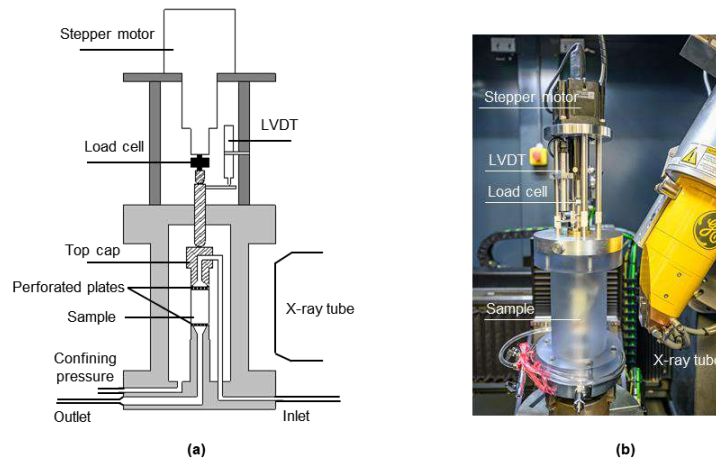 Stepper motor
LVDT
Load cell
Top cap
Perforated plates
Sample
X-ray tube
Confining
pressure
Outlet
Inlet
(a)
Stepper motor
LVDT
Load cell
Sample
X-ray tube
(b)